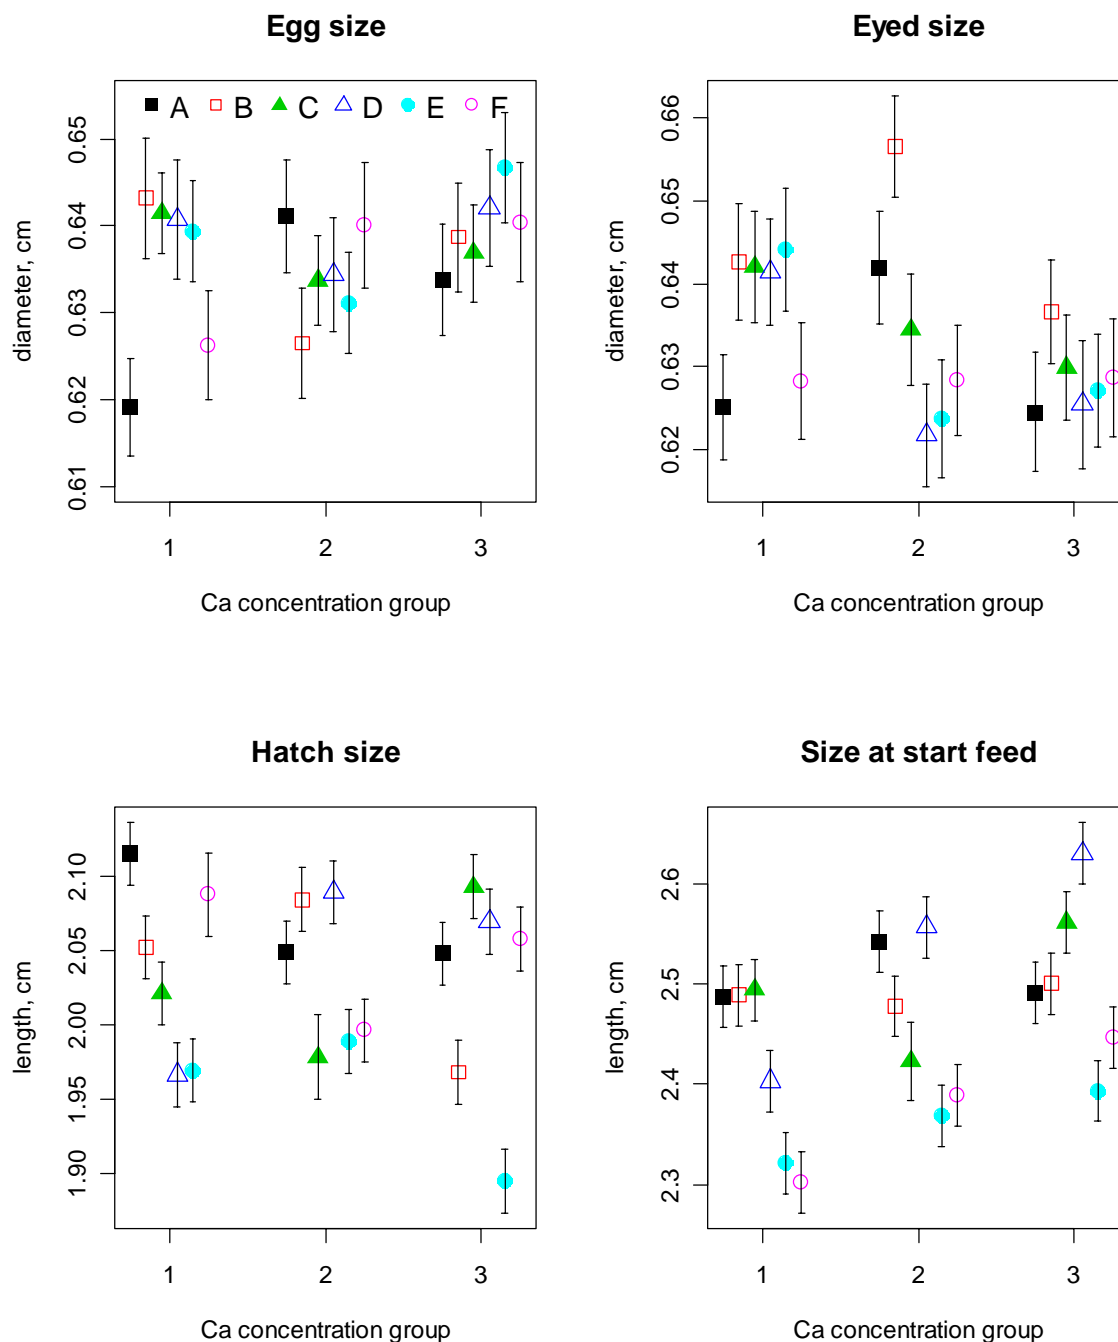 Egg size
A B C D E F
diameter, cm
0.61 0.62 0.63 0.64 0.65
1 2 3
Ca concentration group
Eyed size
diameter, cm
0.62 0.63 0.64 0.65 0.66
1 2 3
Ca concentration group
Hatch size
length, cm
1.90 1.95 2.00 2.05 2.10
1 2 3
Ca concentration group
Size at start feed
length, cm
2.3 2.4 2.5 2.6
1 2 3
Ca concentration group